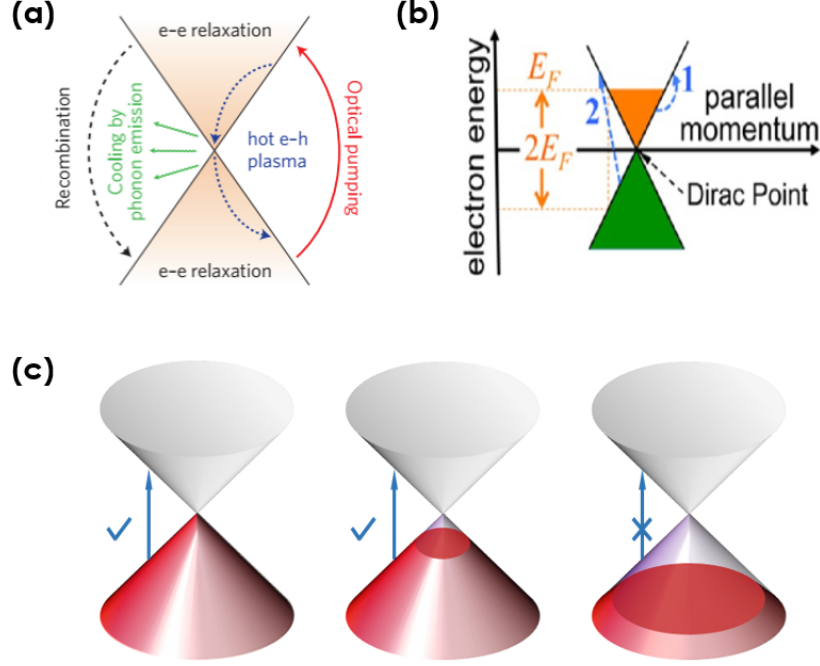 (a)
e–e relaxation
Recombination
Cooling by
phonon emission
hot e–h
plasma
Optical pumping
e–e relaxation
(b)
electron energy
E_F
2E_F
2
1
parallel
momentum
Dirac Point
(c)